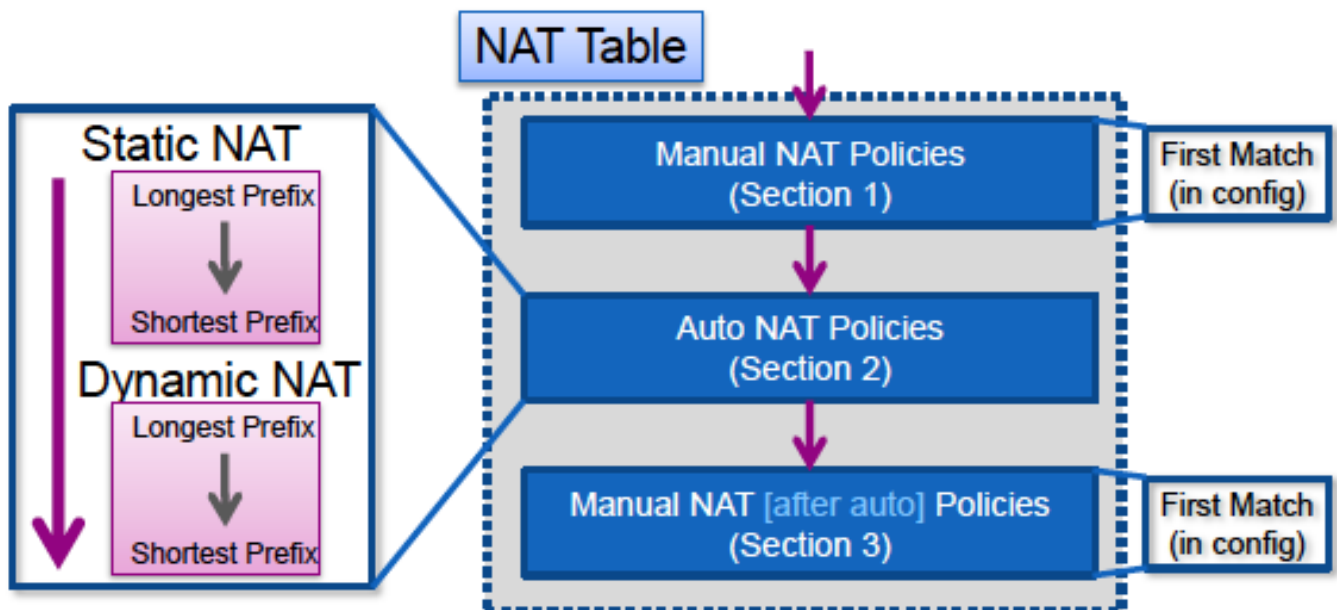 NAT Table
Static NAT
Longest Prefix
Shortest Prefix
Dynamic NAT
Longest Prefix
Shortest Prefix
Manual NAT Policies
(Section 1)
First Match
(in config)
Auto NAT Policies
(Section 2)
Manual NAT [after auto] Policies
(Section 3)
First Match
(in config)